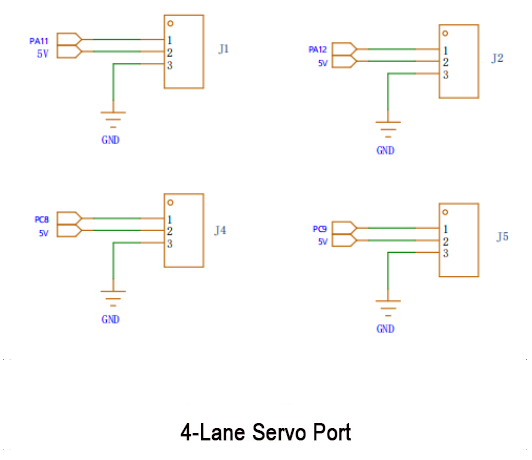 PA11 1
5V 2 J1
3
GND
PA12 1
5V 2 J2
3
GND
PC8 1
5V 2 J4
3
GND
PC9 1
5V 2 J5
3
GND
4-Lane Servo Port